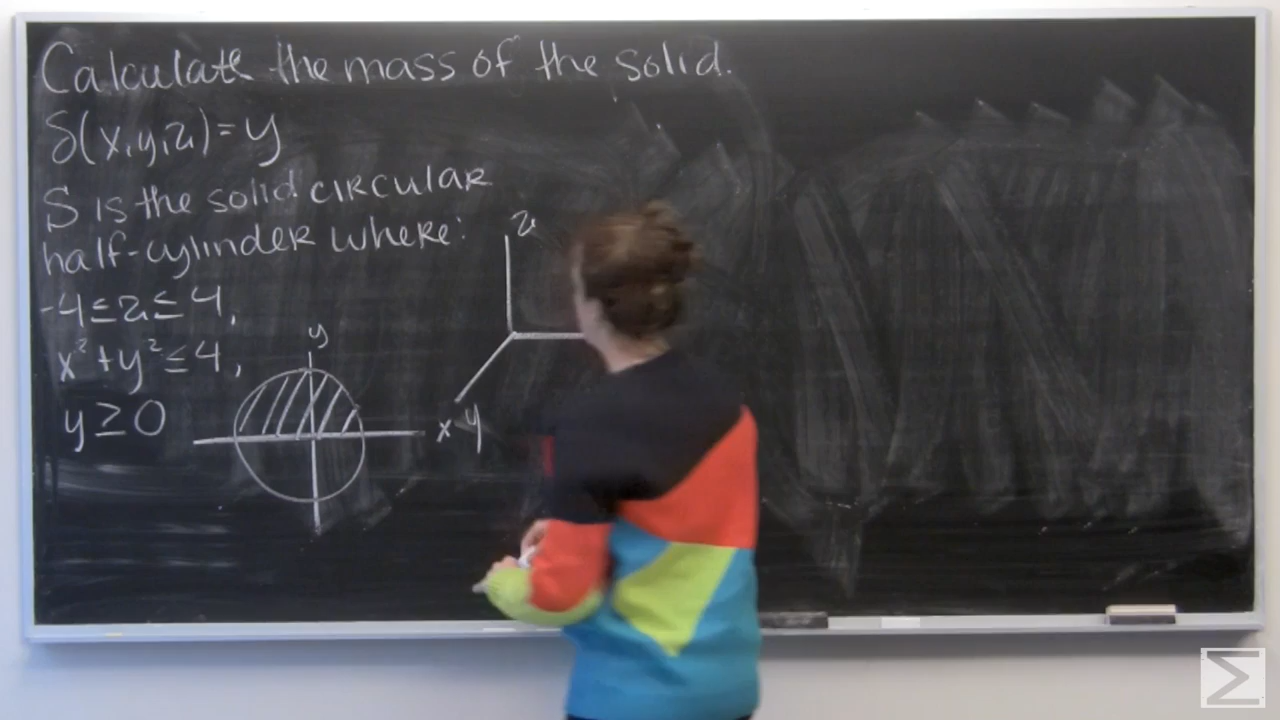 Calculate the mass of the solid.
δ(x,y,z)=y
S is the solid circular
half-cylinder where:
-4≤z≤4,
x²+y²≤4,
y≥0
y
z
x y
Σ